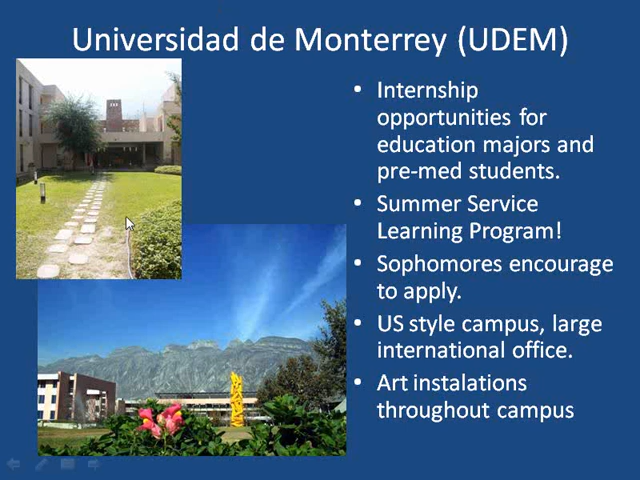 Universidad de Monterrey (UDEM)
• Internship
opportunities for
education majors and
pre-med students.
• Summer Service
Learning Program!
• Sophomores encourage
to apply.
• US style campus, large
international office.
• Art instalations
throughout campus